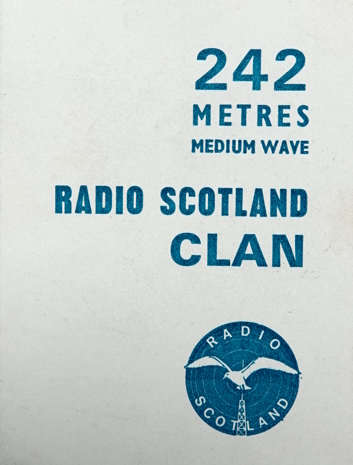 242
METRES
MEDIUM WAVE
RADIO SCOTLAND
CLAN
RADIO
SCOTLAND